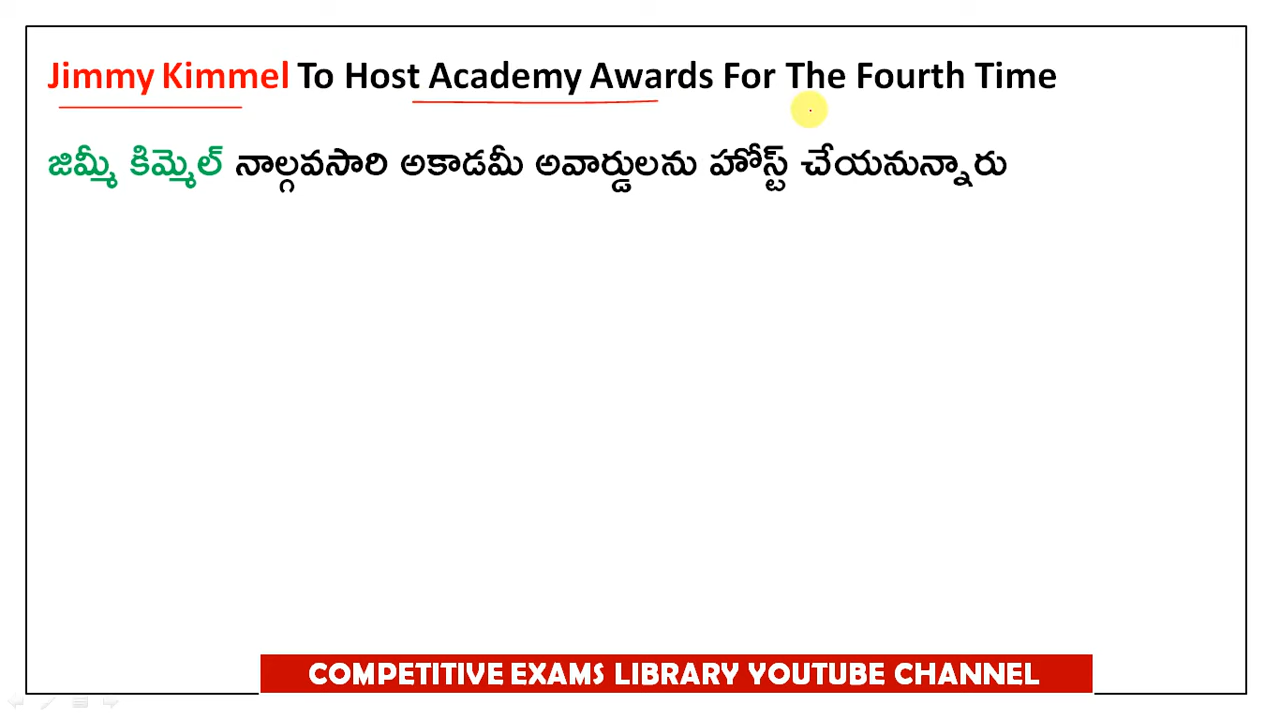 Jimmy Kimmel To Host Academy Awards For The Fourth Time
జిమ్మీ కిమ్మెల్ నాల్గవసారి అకాడమీ అవార్డులను హోస్ట్ చేయనున్నారు
COMPETITIVE EXAMS LIBRARY YOUTUBE CHANNEL